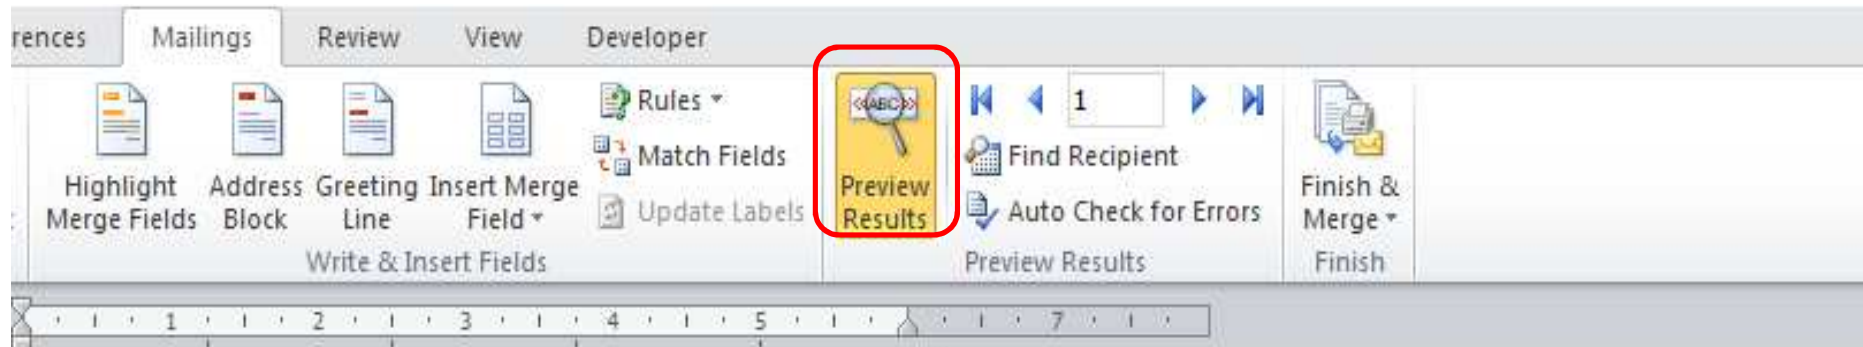 rences Mailings Review View Developer
Highlight Merge Fields
Address Block
Greeting Line
Insert Merge Field
Rules
Match Fields
Update Labels
Write & Insert Fields
«ABC»
Preview Results
1
Find Recipient
Auto Check for Errors
Preview Results
Finish & Merge
Finish
1 2 3 4 5 7